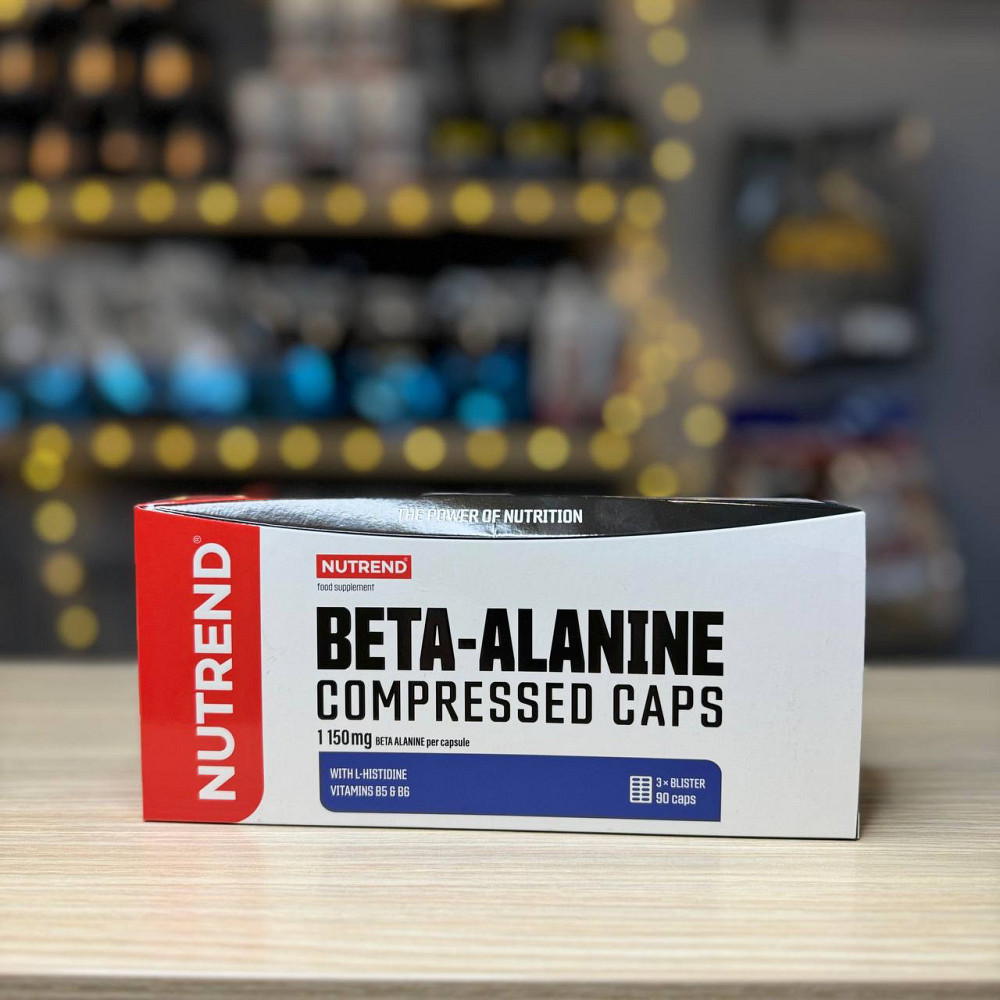 THE POWER OF NUTRITION
NUTREND®
NUTREND®
food supplement
BETA-ALANINE
COMPRESSED CAPS
1 150 mg BETA ALANINE per capsule
WITH L-HISTIDINE
VITAMINS B5 & B6
3 × BLISTER
90 caps